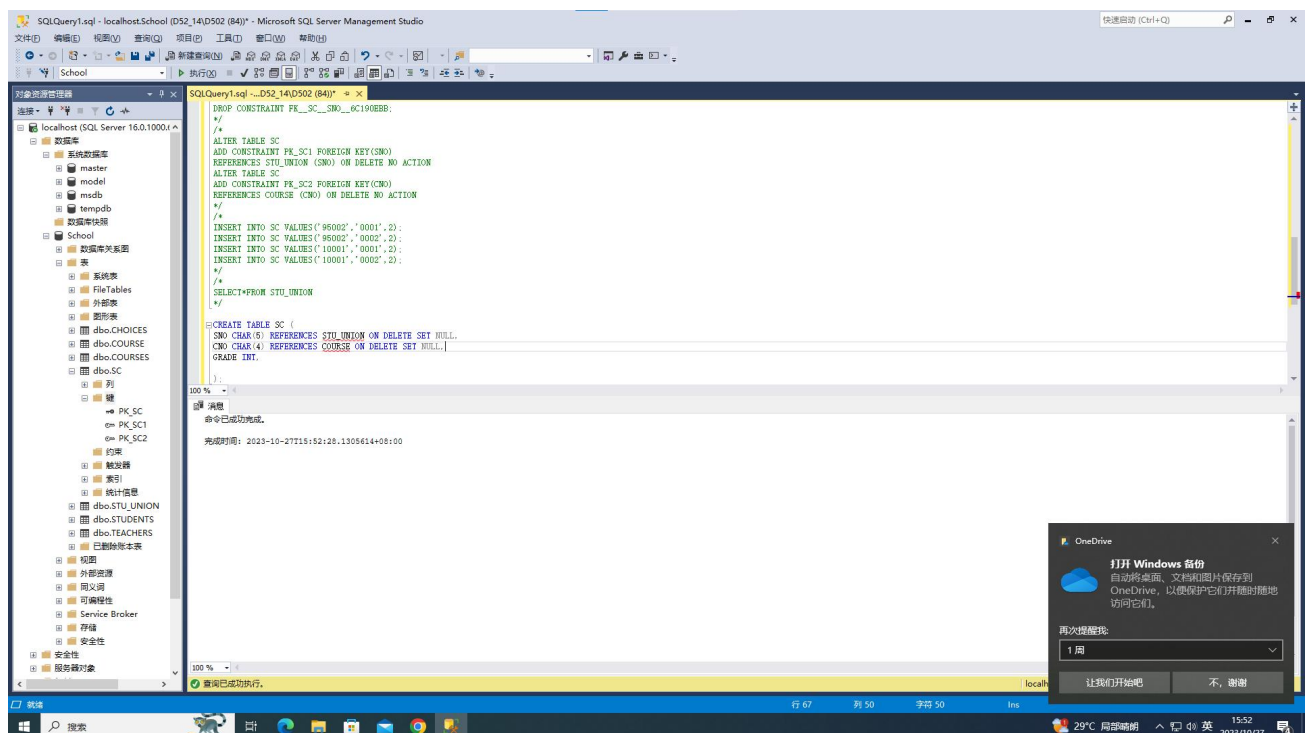 SQLQuery1.sql - localhost.School (D52_14\D502 (84))* - Microsoft SQL Server Management Studio
快速启动 (Ctrl+Q)
文件(F) 编辑(E) 视图(V) 查询(Q) 项目(P) 工具(T) 窗口(W) 帮助(H)
新建查询(N)
School
执行(X)
对象资源管理器
SQLQuery1.sql -...D52_14\D502 (84))*
连接
localhost (SQL Server 16.0.1000.(
数据库
系统数据库
master
model
msdb
tempdb
数据库快照
School
数据库关系图
表
系统表
FileTables
外部表
图形表
dbo.CHOICES
dbo.COURSE
dbo.COURSES
dbo.SC
列
键
PK_SC
PK_SC1
PK_SC2
约束
触发器
索引
统计信息
dbo.STU_UNION
dbo.STUDENTS
dbo.TEACHERS
已删除账本表
视图
外部资源
同义词
可编程性
Service Broker
存储
安全性
安全性
服务器对象
DROP CONSTRAINT FK__SC__SNO__6C190EBB;
*/
/*
ALTER TABLE SC
ADD CONSTRAINT PK_SC1 FOREIGN KEY(SNO)
REFERENCES STU_UNION (SNO) ON DELETE NO ACTION
ALTER TABLE SC
ADD CONSTRAINT PK_SC2 FOREIGN KEY(CNO)
REFERENCES COURSE (CNO) ON DELETE NO ACTION
*/
/*
INSERT INTO SC VALUES('95002','0001',2);
INSERT INTO SC VALUES('95002','0002',2);
INSERT INTO SC VALUES('10001','0001',2);
INSERT INTO SC VALUES('10001','0002',2);
*/
/*
SELECT*FROM STU_UNION
*/
CREATE TABLE SC (
SNO CHAR(5) REFERENCES STU_UNION ON DELETE SET NULL,
CNO CHAR(4) REFERENCES COURSE ON DELETE SET NULL,
GRADE INT,
);
100 %
消息
命令已成功完成。
完成时间: 2023-10-27T15:52:28.1305614+08:00
100 %
查询已成功执行。
localh
OneDrive
打开 Windows 备份
自动将桌面、文档和图片保存到
OneDrive，以便保护它们并随时随地
访问它们。
再次提醒我:
1 周
让我们开始吧
不，谢谢
就绪
行 67 列 50 字符 50 Ins
搜索
29°C 局部晴朗
英
15:52
2023/10/27